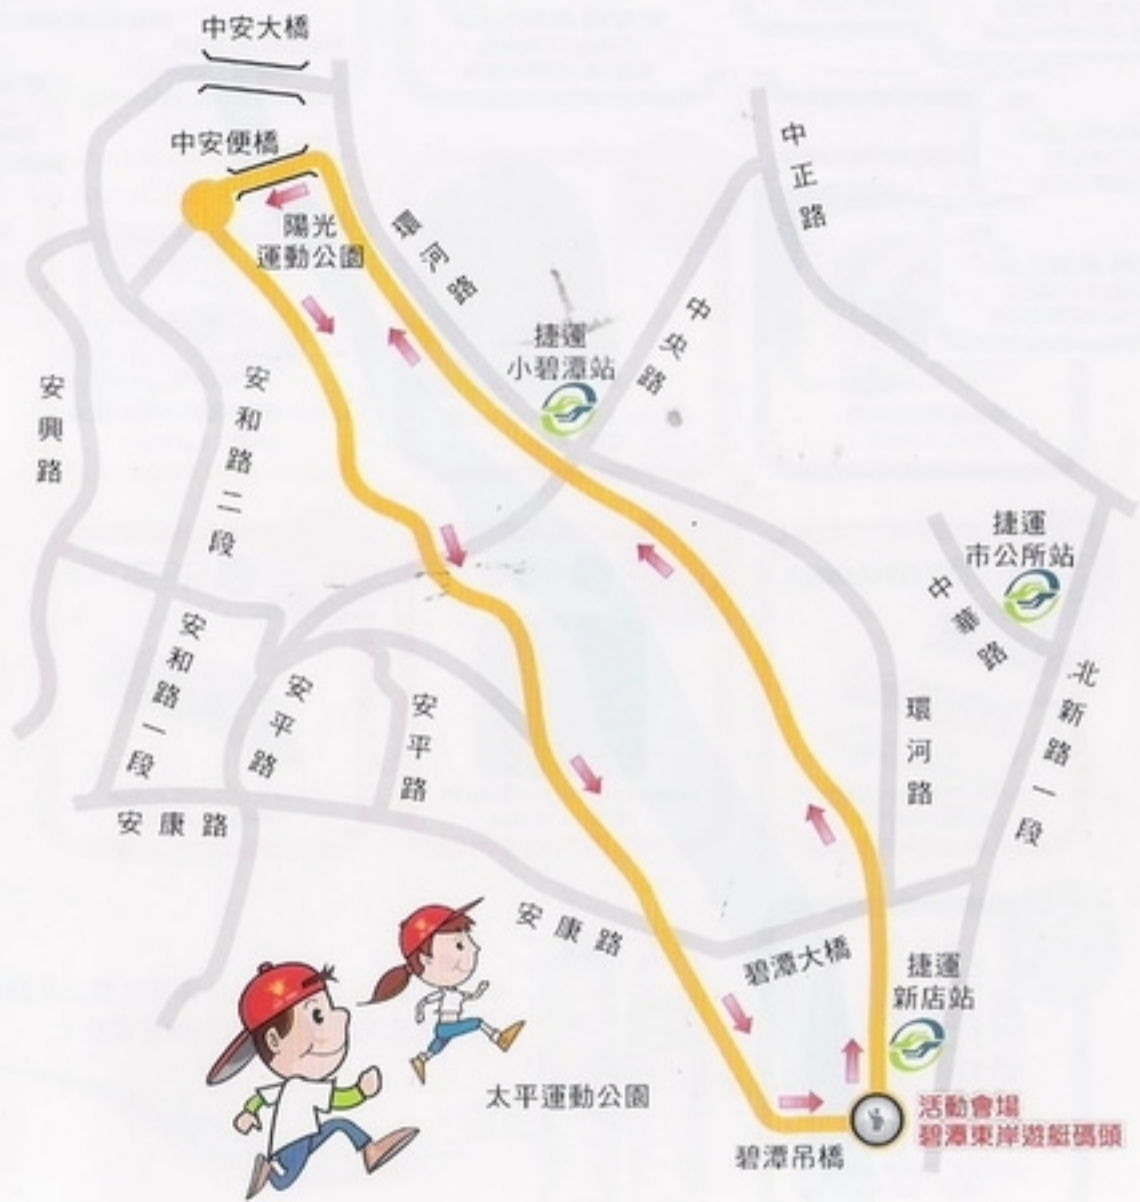 中安大橋
中安便橋
陽光
運動公園
環河路
中正路
中央路
捷運
小碧潭站
安興路
安和路二段
捷運
市公所站
中華路
北新路一段
安和路一段
安平路
安平路
環河路
安康路
安康路
碧潭大橋
捷運
新店站
太平運動公園
活動會場
碧潭東岸遊艇碼頭
碧潭吊橋